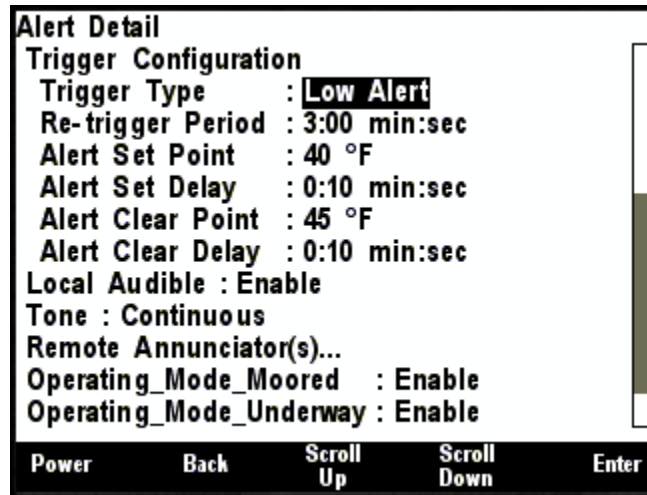 Alert Detail
Trigger Configuration
Trigger Type : Low Alert
Re-trigger Period : 3:00 min:sec
Alert Set Point : 40 °F
Alert Set Delay : 0:10 min:sec
Alert Clear Point : 45 °F
Alert Clear Delay : 0:10 min:sec
Local Audible : Enable
Tone : Continuous
Remote Annunciator(s)...
Operating_Mode_Moored : Enable
Operating_Mode_Underway : Enable
Power
Back
Scroll
Up
Scroll
Down
Enter